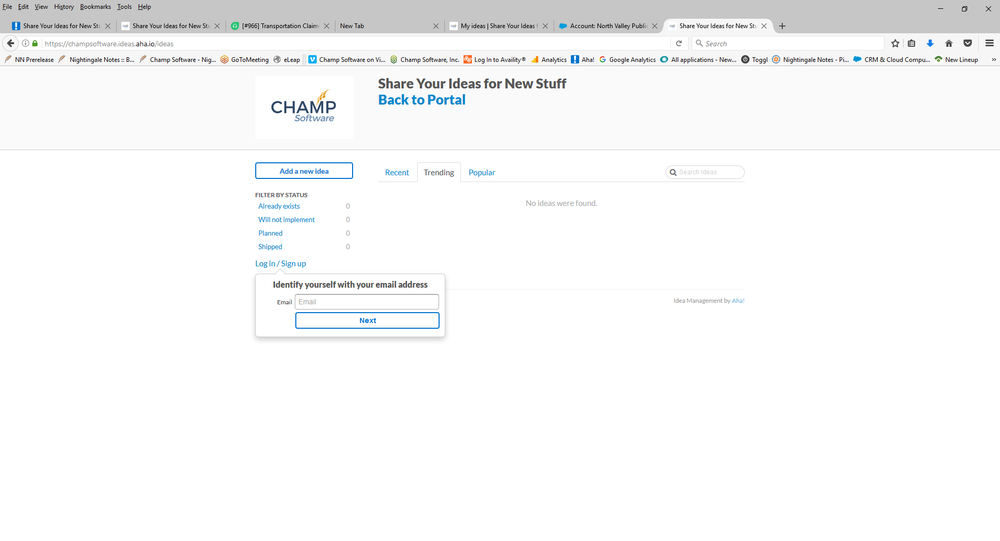 File Edit View History Bookmarks Tools Help
Share Your Ideas for New Stu
Share Your Ideas for New Stu
[#966] Transportation Claim
New Tab
My ideas | Share Your Ideas f
Account: North Valley Public
Share Your Ideas for New Stu
https://champsoftware.ideas.aha.io/ideas
Search
NN Prerelease
Nightingale Notes :: B...
Champ Software - Nig...
GoToMeeting
eLeap
Champ Software on Vi...
Champ Software, Inc.
Log In to Availity®
Analytics
Aha!
Google Analytics
All applications - New...
Toggl
Nightingale Notes - Pi...
CRM & Cloud Compu...
New Lineup
»
CHAMP
Software
Share Your Ideas for New Stuff
Back to Portal
Add a new idea
Recent Trending Popular
Search Ideas
FILTER BY STATUS
Already exists 0
Will not implement 0
Planned 0
Shipped 0
No ideas were found.
Log in / Sign up
Identify yourself with your email address
Email Email
Next
Idea Management by Aha!